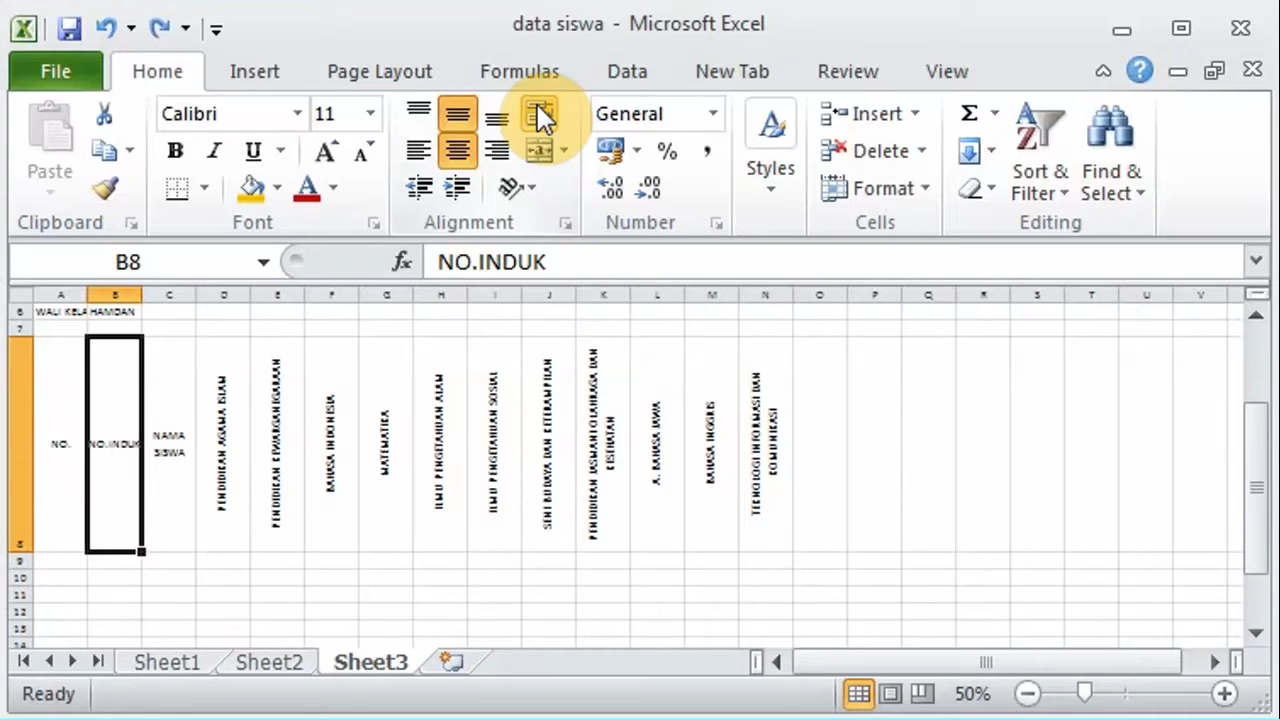 data siswa - Microsoft Excel
File Home Insert Page Layout Formulas Data New Tab Review View
Calibri 11 General Insert
Paste B I U A A % , Styles Delete Sort & Filter Find & Select
Format
Clipboard Font Alignment Number Cells Editing
B8 fx NO.INDUK
A B C D E F G H I J K L M N O P Q R S T U V
6 WALI KELA HAMDAN
7
8 NO. NO.INDUK NAMA SISWA
PENDIDIKAN AGAMA ISLAM
PENDIDIKAN KEWARGANEGARAAN
BAHASA INDONESIA
MATEMATIKA
ILMU PENGETAHUAN ALAM
ILMU PENGETAHUAN SOSIAL
SENI BUDAYA DAN KETERAMPILAN
PENDIDIKAN JASMANI OLAHRAGA DAN
KESEHATAN
A. BAHASA JAWA
BAHASA INGGRIS
TEKNOLOGI INFORMASI DAN
KOMUNIKASI
9
10
11
12
13
14
Sheet1 Sheet2 Sheet3
Ready 50%